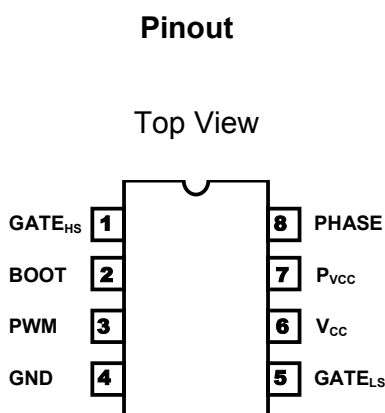 Pinout
Top View
GATEHS 1 8 PHASE
BOOT 2 7 PVCC
PWM 3 6 VCC
GND 4 5 GATELS